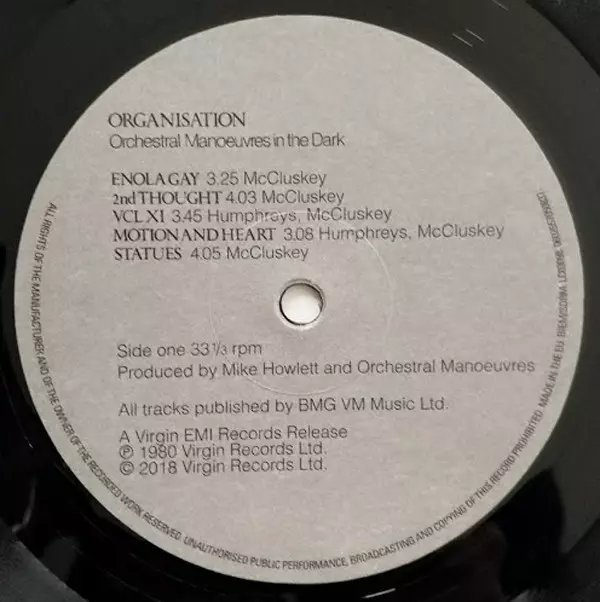 ORGANISATION
Orchestral Manoeuvres in the Dark
ENOLA GAY 3.25 McCluskey
2nd THOUGHT 4.03 McCluskey
VCL XI 3.45 Humphreys, McCluskey
MOTION AND HEART 3.08 Humphreys, McCluskey
STATUES 4.05 McCluskey
Side one 33 1/3 rpm
Produced by Mike Howlett and Orchestral Manoeuvres
All tracks published by BMG VM Music Ltd.
A Virgin EMI Records Release
℗ 1980 Virgin Records Ltd.
© 2018 Virgin Records Ltd.
ALL RIGHTS OF THE MANUFACTURER AND OF THE OWNER OF THE RECORDED WORK RESERVED. UNAUTHORISED PUBLIC PERFORMANCE, BROADCASTING AND COPYING OF THIS RECORD PROHIBITED. MADE IN THE EU.